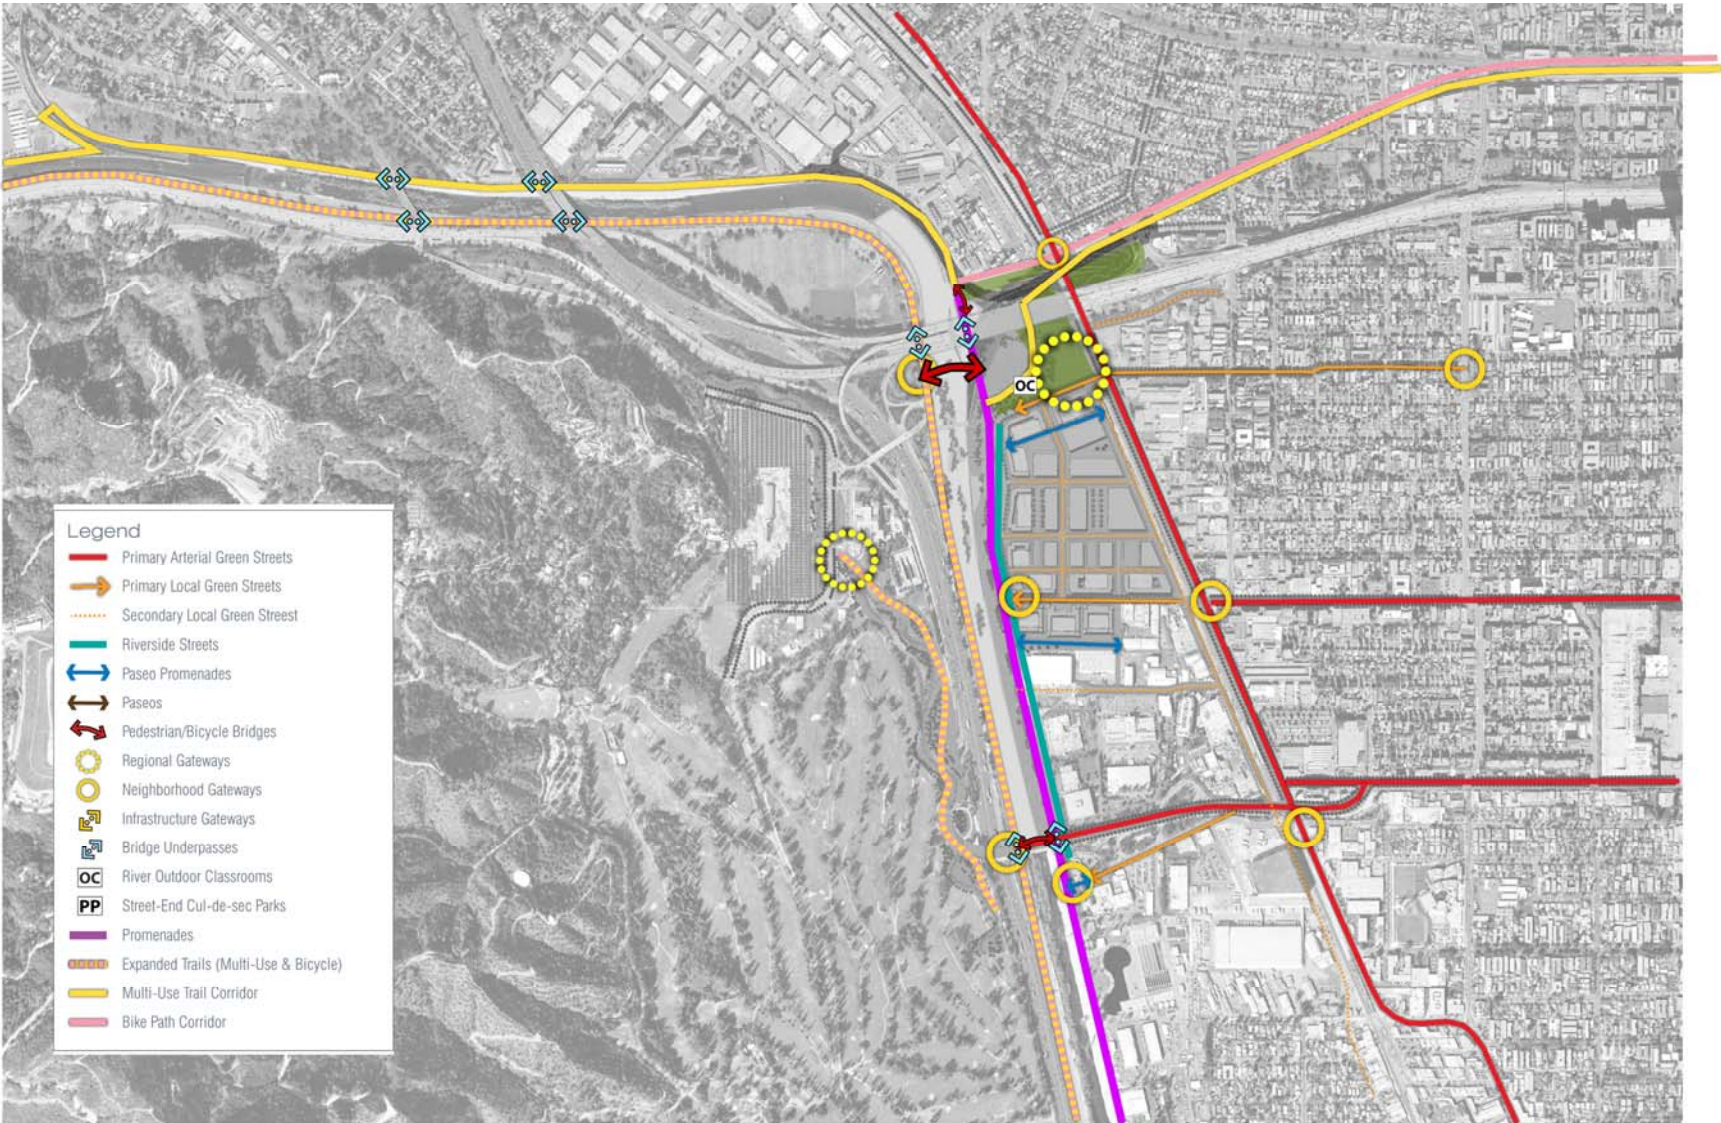 OC
Legend
Primary Arterial Green Streets
Primary Local Green Streets
Secondary Local Green Streest
Riverside Streets
Paseo Promenades
Paseos
Pedestrian/Bicycle Bridges
Regional Gateways
Neighborhood Gateways
Infrastructure Gateways
Bridge Underpasses
OC River Outdoor Classrooms
PP Street-End Cul-de-sec Parks
Promenades
Expanded Trails (Multi-Use & Bicycle)
Multi-Use Trail Corridor
Bike Path Corridor